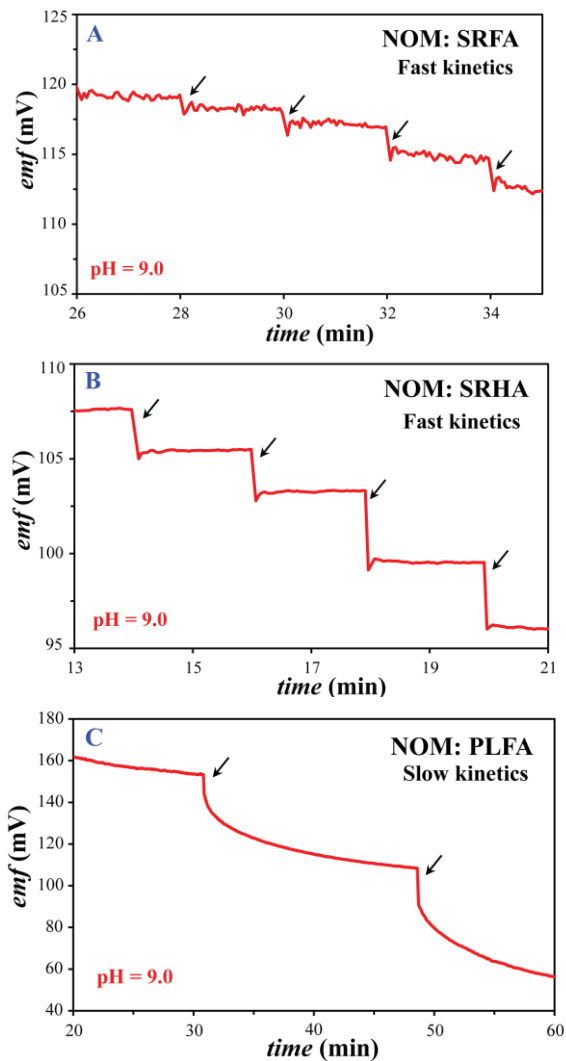 A
NOM: SRFA
Fast kinetics
125
120
115
110
105
emf (mV)
pH = 9.0
26 28 30 32 34
time (min)
B
NOM: SRHA
Fast kinetics
110
105
100
95
emf (mV)
pH = 9.0
13 15 17 19 21
time (min)
C
NOM: PLFA
Slow kinetics
180
160
140
120
100
80
60
40
emf (mV)
pH = 9.0
20 30 40 50 60
time (min)